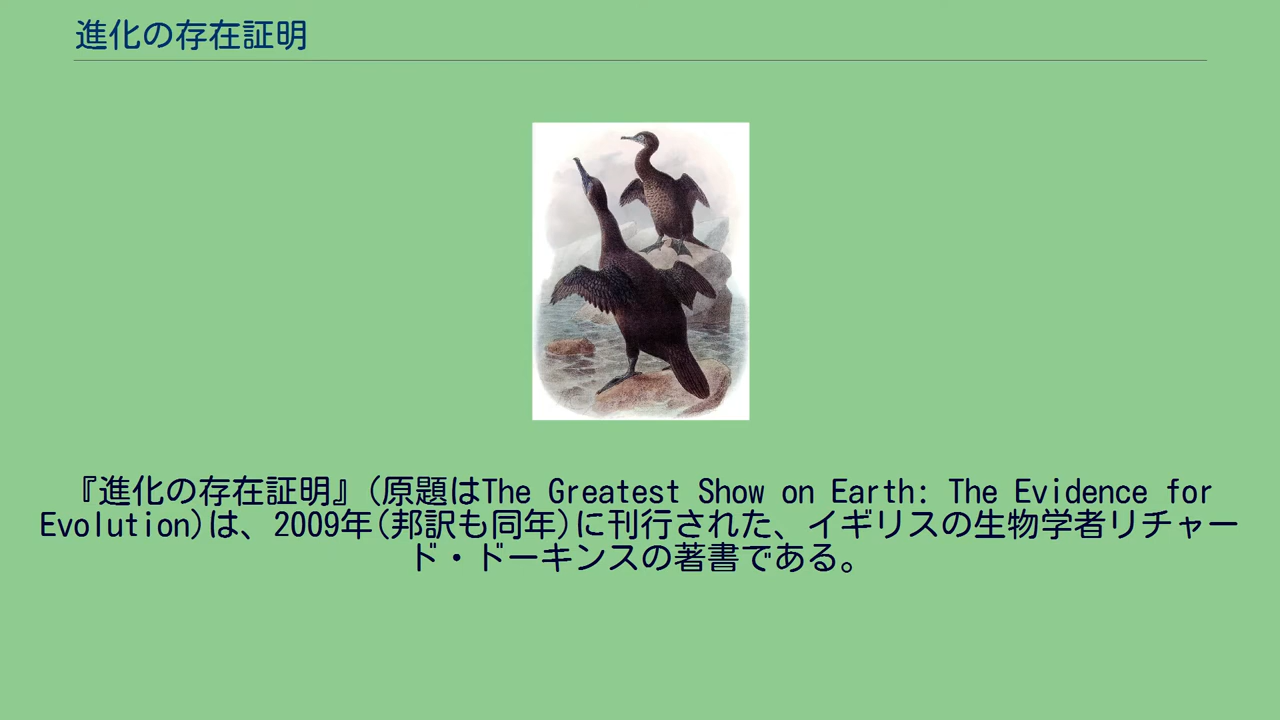 進化の存在証明
『進化の存在証明』(原題はThe Greatest Show on Earth: The Evidence for
Evolution)は、2009年(邦訳も同年)に刊行された、イギリスの生物学者リチャー
ド・ドーキンスの著書である。